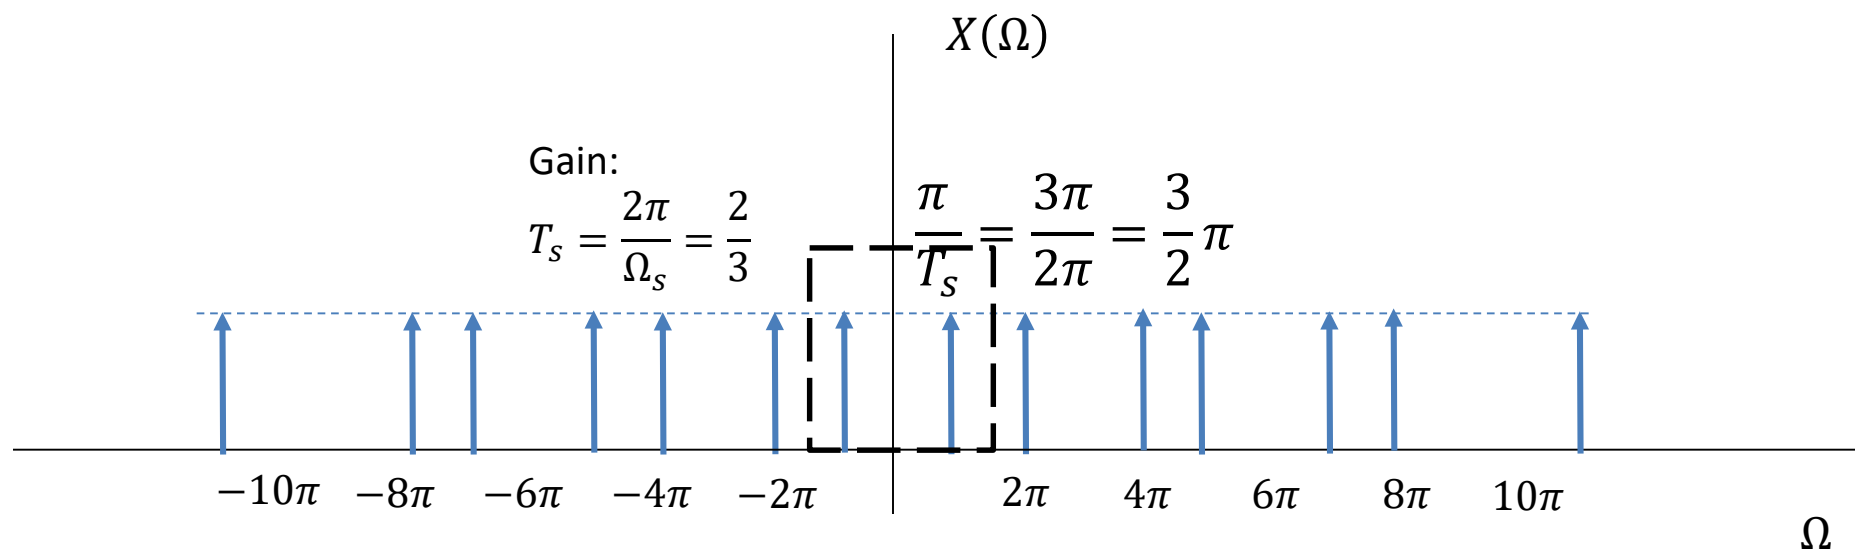 X(Ω)
Gain:
T_s = 2π/Ω_s = 2/3
π/T_s = 3π/2π = 3/2 π
−10π −8π −6π −4π −2π 2π 4π 6π 8π 10π
Ω